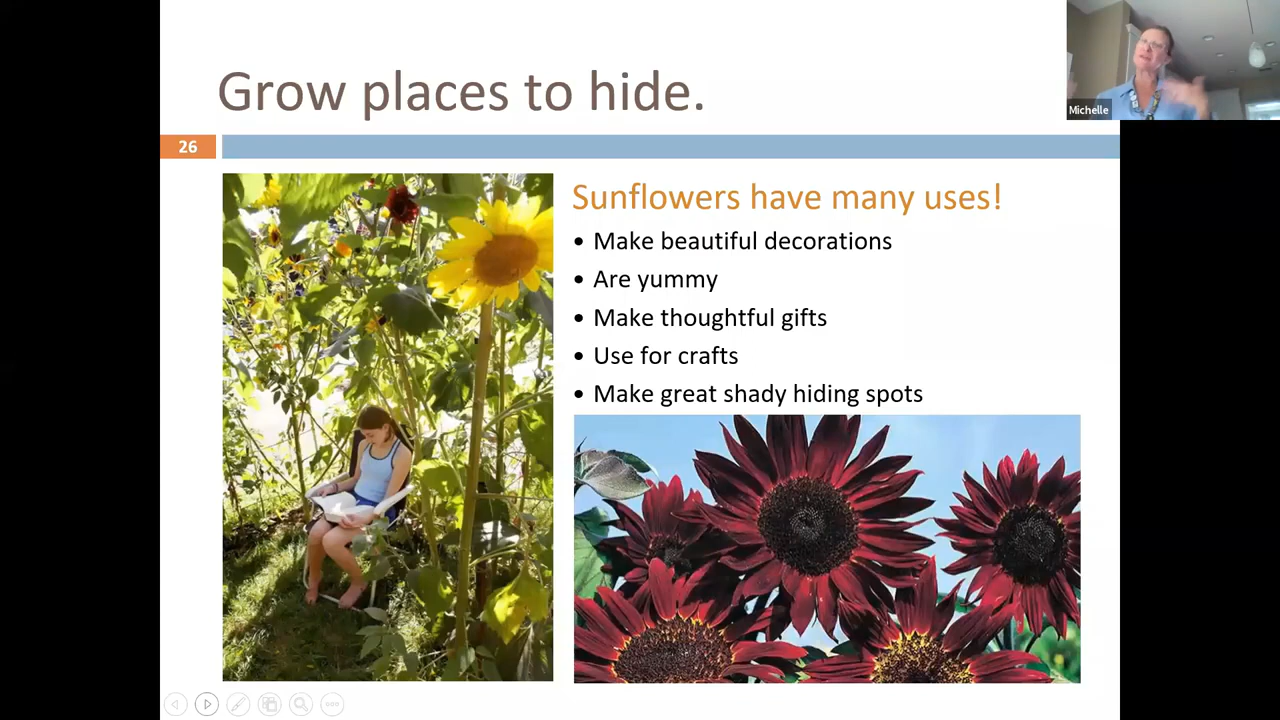 Grow places to hide.
Michelle
26
Sunflowers have many uses!
• Make beautiful decorations
• Are yummy
• Make thoughtful gifts
• Use for crafts
• Make great shady hiding spots